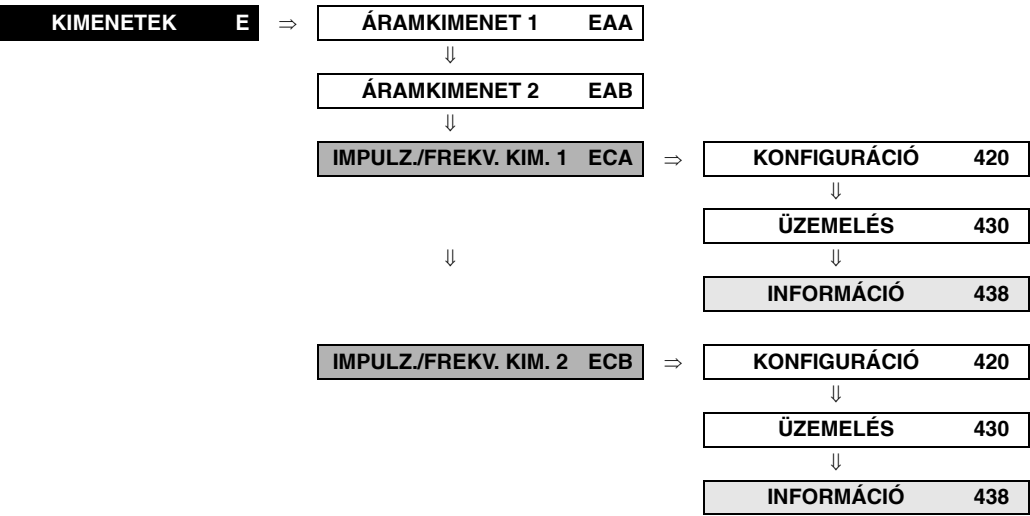 KIMENETEK E ⇒ ÁRAMKIMENET 1 EAA
⇓
ÁRAMKIMENET 2 EAB
⇓
IMPULZ./FREKV. KIM. 1 ECA ⇒ KONFIGURÁCIÓ 420
⇓
ÜZEMELÉS 430
⇓ ⇓
INFORMÁCIÓ 438
IMPULZ./FREKV. KIM. 2 ECB ⇒ KONFIGURÁCIÓ 420
⇓
ÜZEMELÉS 430
⇓
INFORMÁCIÓ 438